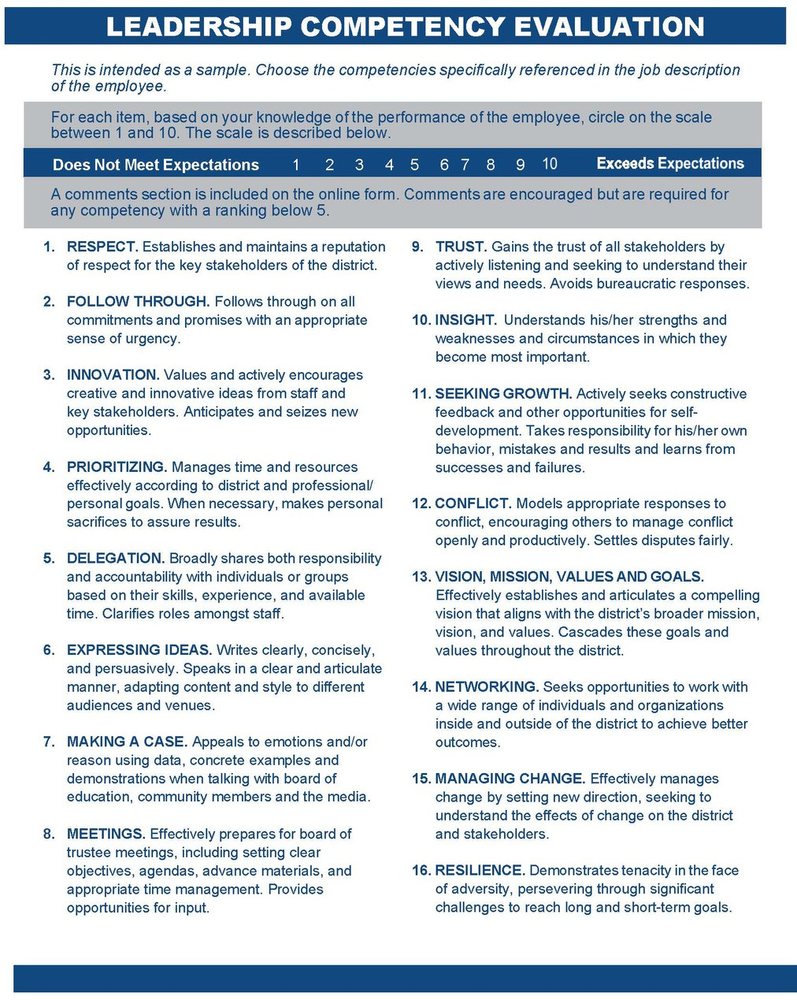 LEADERSHIP COMPETENCY EVALUATION
This is intended as a sample. Choose the competencies specifically referenced in the job description
of the employee.
For each item, based on your knowledge of the performance of the employee, circle on the scale
between 1 and 10. The scale is described below.
Does Not Meet Expectations 1 2 3 4 5 6 7 8 9 10 Exceeds Expectations
A comments section is included on the online form. Comments are encouraged but are required for
any competency with a ranking below 5.
1. RESPECT. Establishes and maintains a reputation
of respect for the key stakeholders of the district.
2. FOLLOW THROUGH. Follows through on all
commitments and promises with an appropriate
sense of urgency.
3. INNOVATION. Values and actively encourages
creative and innovative ideas from staff and
key stakeholders. Anticipates and seizes new
opportunities.
4. PRIORITIZING. Manages time and resources
effectively according to district and professional/
personal goals. When necessary, makes personal
sacrifices to assure results.
5. DELEGATION. Broadly shares both responsibility
and accountability with individuals or groups
based on their skills, experience, and available
time. Clarifies roles amongst staff.
6. EXPRESSING IDEAS. Writes clearly, concisely,
and persuasively. Speaks in a clear and articulate
manner, adapting content and style to different
audiences and venues.
7. MAKING A CASE. Appeals to emotions and/or
reason using data, concrete examples and
demonstrations when talking with board of
education, community members and the media.
8. MEETINGS. Effectively prepares for board of
trustee meetings, including setting clear
objectives, agendas, advance materials, and
appropriate time management. Provides
opportunities for input.
9. TRUST. Gains the trust of all stakeholders by
actively listening and seeking to understand their
views and needs. Avoids bureaucratic responses.
10. INSIGHT. Understands his/her strengths and
weaknesses and circumstances in which they
become most important.
11. SEEKING GROWTH. Actively seeks constructive
feedback and other opportunities for self-
development. Takes responsibility for his/her own
behavior, mistakes and results and learns from
successes and failures.
12. CONFLICT. Models appropriate responses to
conflict, encouraging others to manage conflict
openly and productively. Settles disputes fairly.
13. VISION, MISSION, VALUES AND GOALS.
Effectively establishes and articulates a compelling
vision that aligns with the district's broader mission,
vision, and values. Cascades these goals and
values throughout the district.
14. NETWORKING. Seeks opportunities to work with
a wide range of individuals and organizations
inside and outside of the district to achieve better
outcomes.
15. MANAGING CHANGE. Effectively manages
change by setting new direction, seeking to
understand the effects of change on the district
and stakeholders.
16. RESILIENCE. Demonstrates tenacity in the face
of adversity, persevering through significant
challenges to reach long and short-term goals.